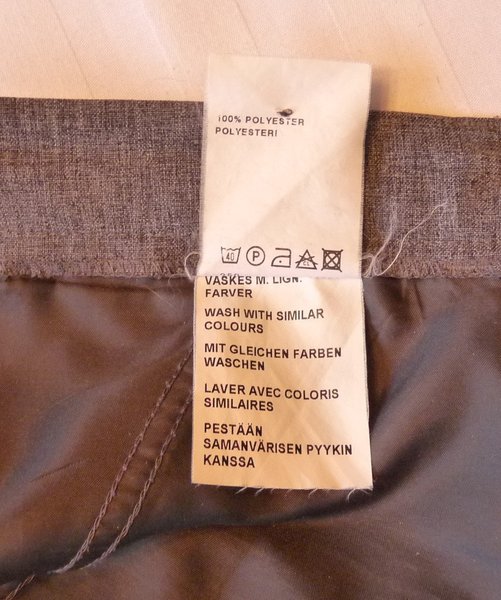 100% POLYESTER
POLYESTERI
40 P
VASKES M. LIGN.
FARVER
WASH WITH SIMILAR
COLOURS
MIT GLEICHEN FARBEN
WASCHEN
LAVER AVEC COLORIS
SIMILAIRES
PESTÄÄN
SAMANVÄRISEN PYYKIN
KANSSA